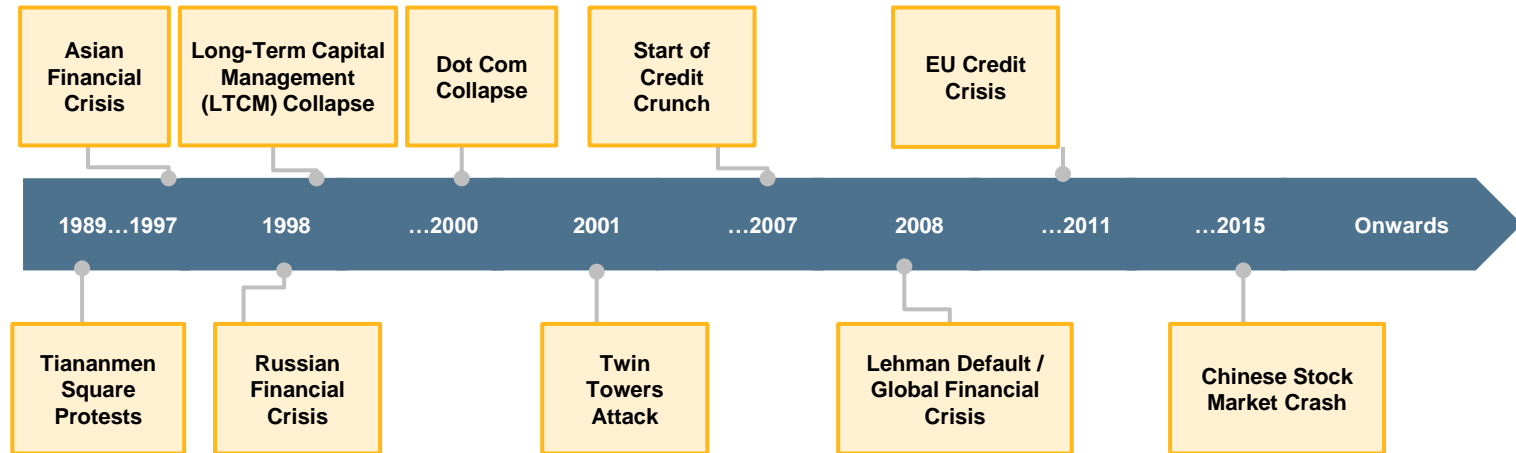 Asian
Financial
Crisis
Long-Term Capital
Management
(LTCM) Collapse
Dot Com
Collapse
Start of
Credit
Crunch
EU Credit
Crisis
1989...1997
1998
...2000
2001
...2007
2008
...2011
...2015
Onwards
Tiananmen
Square
Protests
Russian
Financial
Crisis
Twin
Towers
Attack
Lehman Default /
Global Financial
Crisis
Chinese Stock
Market Crash